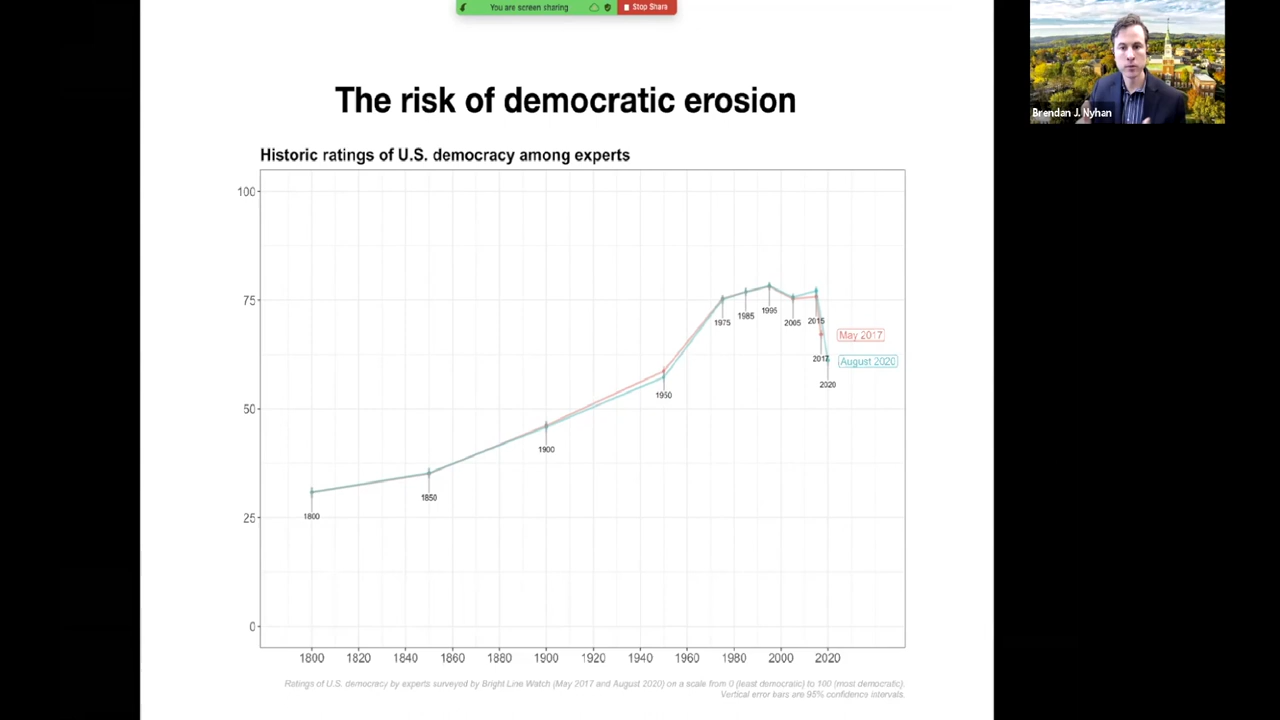 You are screen sharing
Stop Share
Brendan J. Nyhan
The risk of democratic erosion
Historic ratings of U.S. democracy among experts
100
75
50
25
0
1800
1850
1900
1950
1975
1985
1995
2005
2015
2017
2020
May 2017
August 2020
1800 1820 1840 1860 1880 1900 1920 1940 1960 1980 2000 2020
Ratings of U.S. democracy by experts surveyed by Bright Line Watch (May 2017 and August 2020) on a scale from 0 (least democratic) to 100 (most democratic).
Vertical error bars are 95% confidence intervals.